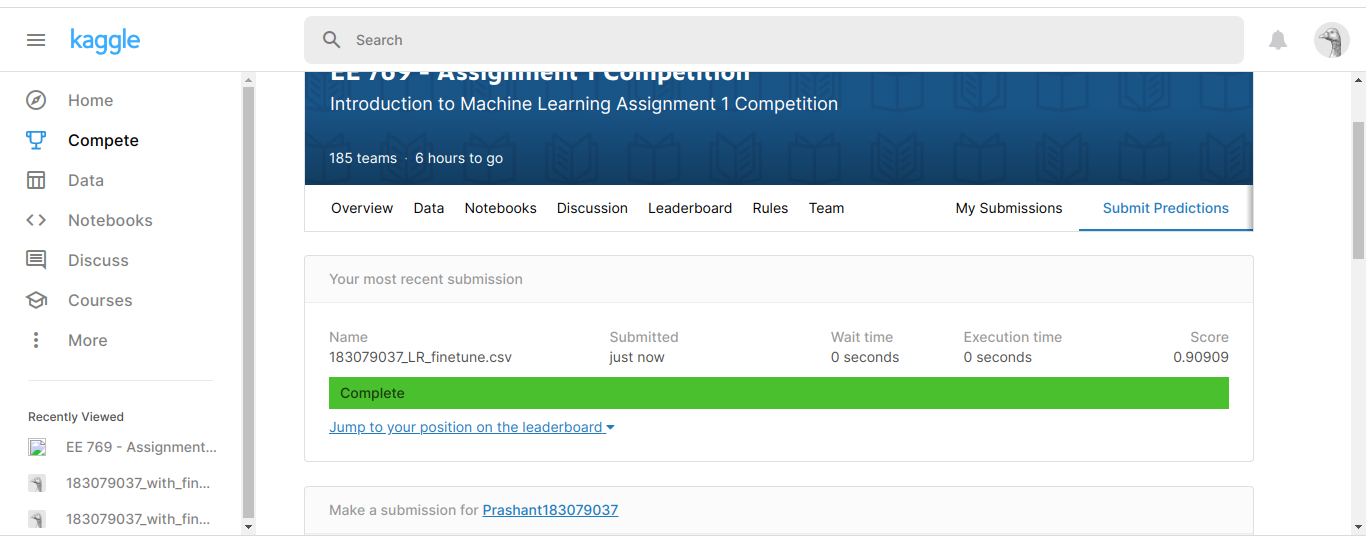 kaggle
Search
Home
Compete
Data
Notebooks
Discuss
Courses
More
Recently Viewed
EE 769 - Assignment...
183079037_with_fin...
183079037_with_fin...
EE 769 - Assignment 1 Competition
Introduction to Machine Learning Assignment 1 Competition
185 teams · 6 hours to go
Overview Data Notebooks Discussion Leaderboard Rules Team My Submissions Submit Predictions
Your most recent submission
Name Submitted Wait time Execution time Score
183079037_LR_finetune.csv just now 0 seconds 0 seconds 0.90909
Complete
Jump to your position on the leaderboard
Make a submission for Prashant183079037